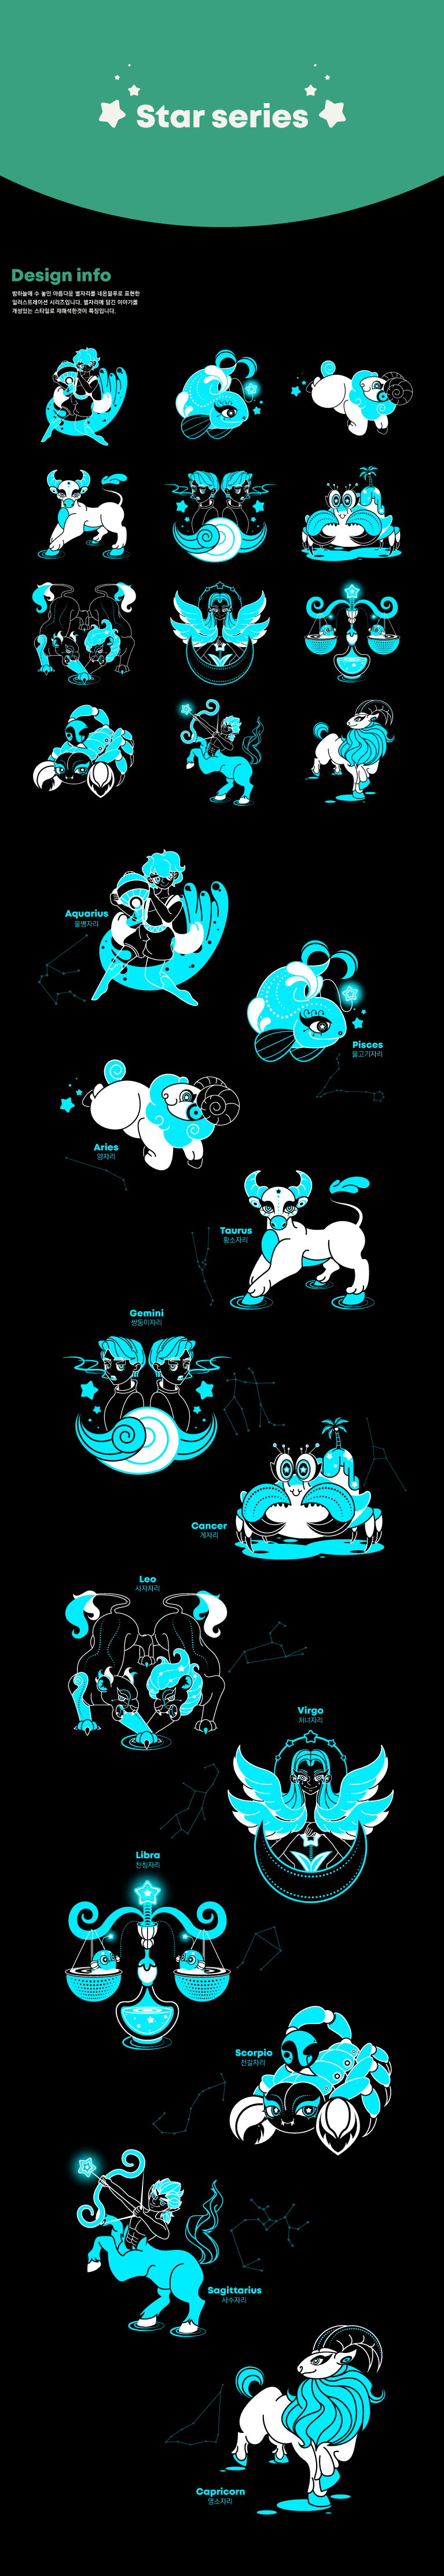 Star series
Design info
밤하늘에 수 놓인 아름다운 별자리를 네온블루로 표현한
일러스트레이션 시리즈입니다. 별자리에 담긴 이야기를
개성있는 스타일로 재해석한것이 특징입니다.
Aquarius
물병자리
Pisces
물고기자리
Aries
양자리
Taurus
황소자리
Gemini
쌍둥이자리
Cancer
게자리
Leo
사자자리
Virgo
처녀자리
Libra
천칭자리
Scorpio
전갈자리
Sagittarius
사수자리
Capricorn
염소자리